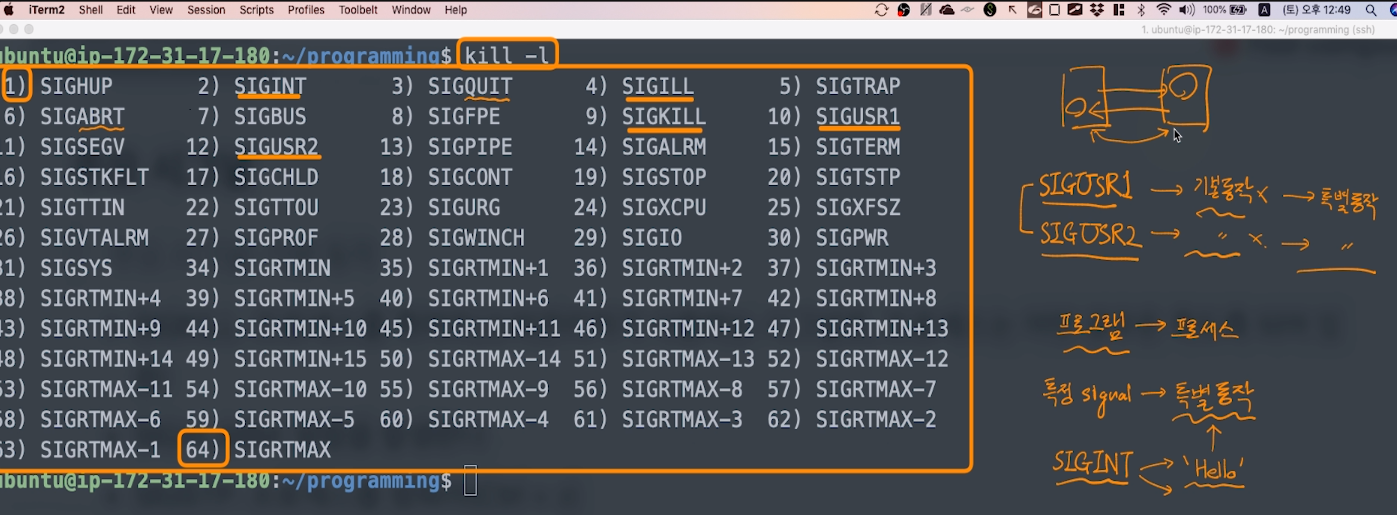 iTerm2 Shell Edit View Session Scripts Profiles Toolbelt Window Help 100% A (토) 오후 12:49
1. ubuntu@ip-172-31-17-180: ~/programming (ssh)
ubuntu@ip-172-31-17-180:~/programming$ kill -l
1) SIGHUP 2) SIGINT 3) SIGQUIT 4) SIGILL 5) SIGTRAP
6) SIGABRT 7) SIGBUS 8) SIGFPE 9) SIGKILL 10) SIGUSR1
11) SIGSEGV 12) SIGUSR2 13) SIGPIPE 14) SIGALRM 15) SIGTERM
16) SIGSTKFLT 17) SIGCHLD 18) SIGCONT 19) SIGSTOP 20) SIGTSTP
21) SIGTTIN 22) SIGTTOU 23) SIGURG 24) SIGXCPU 25) SIGXFSZ
26) SIGVTALRM 27) SIGPROF 28) SIGWINCH 29) SIGIO 30) SIGPWR
31) SIGSYS 34) SIGRTMIN 35) SIGRTMIN+1 36) SIGRTMIN+2 37) SIGRTMIN+3
38) SIGRTMIN+4 39) SIGRTMIN+5 40) SIGRTMIN+6 41) SIGRTMIN+7 42) SIGRTMIN+8
43) SIGRTMIN+9 44) SIGRTMIN+10 45) SIGRTMIN+11 46) SIGRTMIN+12 47) SIGRTMIN+13
48) SIGRTMIN+14 49) SIGRTMIN+15 50) SIGRTMAX-14 51) SIGRTMAX-13 52) SIGRTMAX-12
53) SIGRTMAX-11 54) SIGRTMAX-10 55) SIGRTMAX-9 56) SIGRTMAX-8 57) SIGRTMAX-7
58) SIGRTMAX-6 59) SIGRTMAX-5 60) SIGRTMAX-4 61) SIGRTMAX-3 62) SIGRTMAX-2
63) SIGRTMAX-1 64) SIGRTMAX
ubuntu@ip-172-31-17-180:~/programming$
SIGUSR1 → 기본동작 x → 특별동작
SIGUSR2 → 〃 x. → 〃
프로그램 → 프로세스
특정 signal → 특별동작
SIGINT → 'Hello'